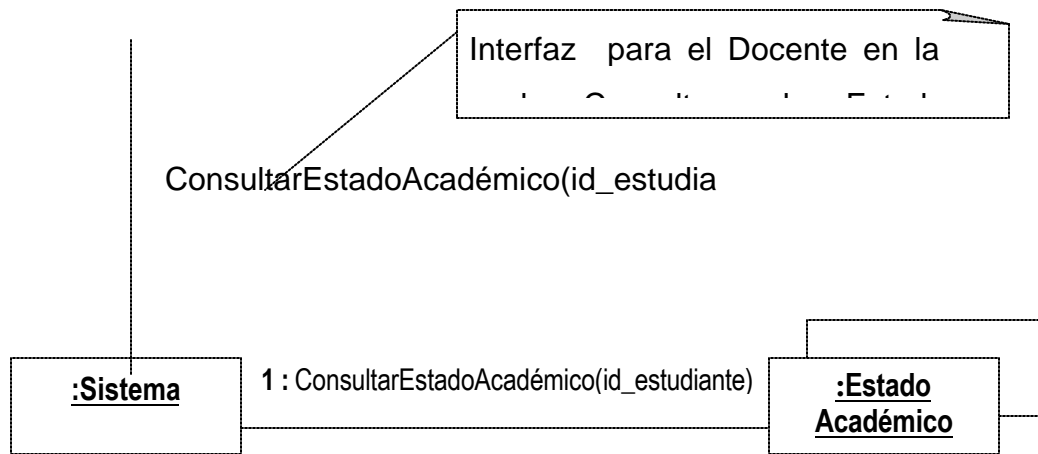 Interfaz para el Docente en la
ConsultarEstadoAcadémico(id_estudia
:Sistema
1 : ConsultarEstadoAcadémico(id_estudiante)
:Estado
Académico